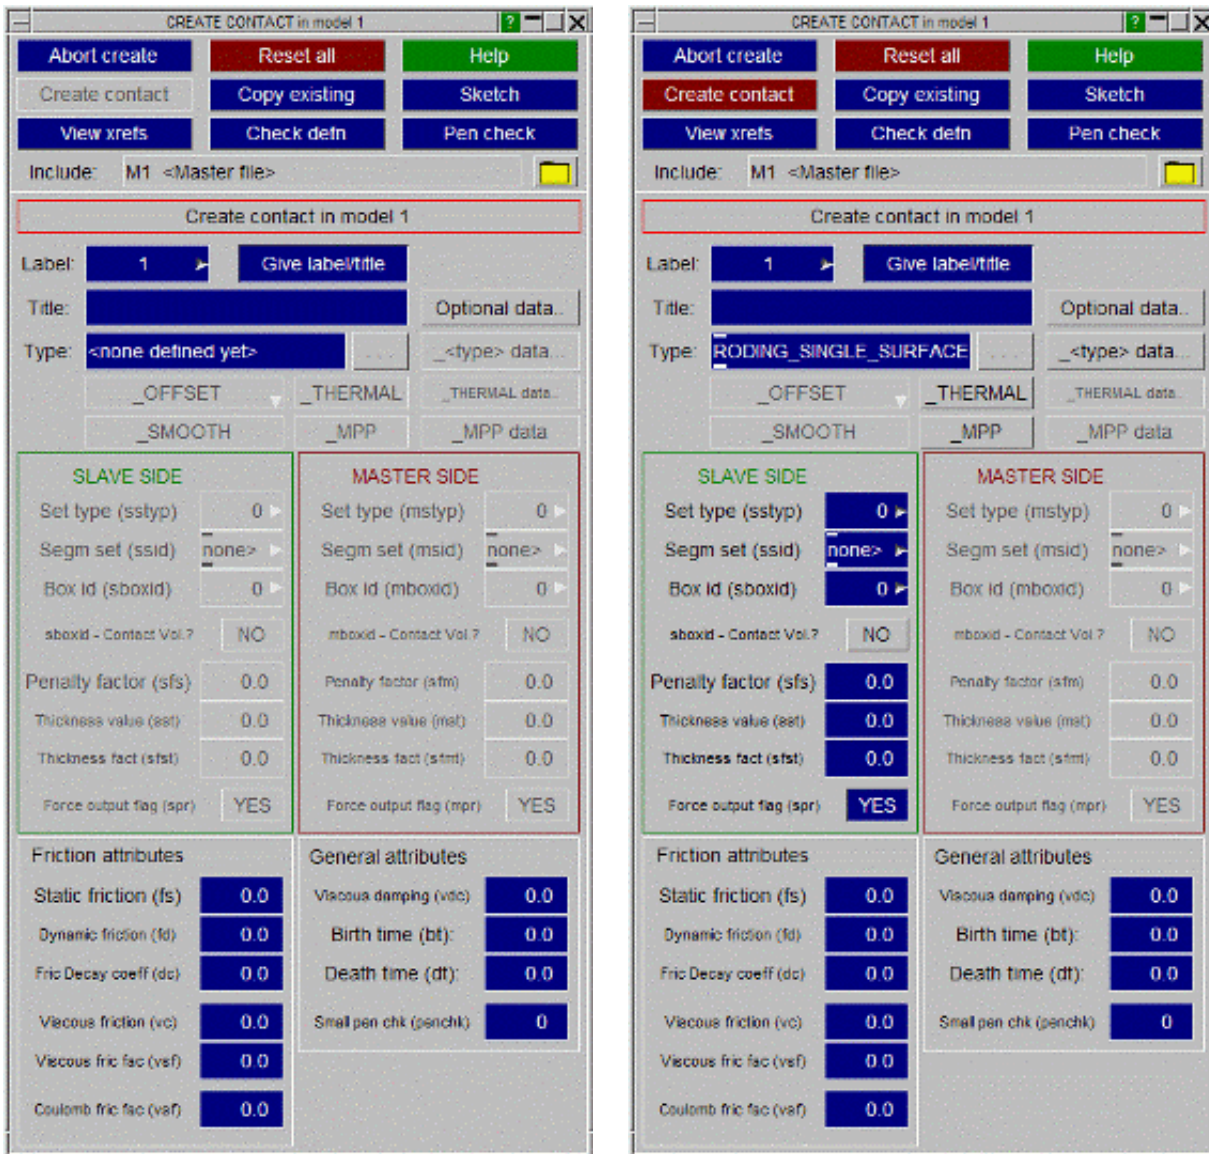 CREATE CONTACT in model 1 ?
Abort create Reset all Help
Create contact Copy existing Sketch
View xrefs Check defn Pen check
Include: M1 <Master file>
Create contact in model 1
Label: 1 Give label/title
Title: Optional data..
Type: <none defined yet> ... _<type> data...
_OFFSET _THERMAL _THERMAL data..
_SMOOTH _MPP _MPP data
SLAVE SIDE
Set type (sstyp) 0
Segm set (ssid) none>
Box id (sboxid) 0
sboxid - Contact Vol.? NO
Penalty factor (sfs) 0.0
Thickness value (sst) 0.0
Thickness fact (sfst) 0.0
Force output flag (spr) YES
MASTER SIDE
Set type (mstyp) 0
Segm set (msid) none>
Box id (mboxid) 0
mboxid - Contact Vol.? NO
Penalty factor (sfm) 0.0
Thickness value (mst) 0.0
Thickness fact (sfmt) 0.0
Force output flag (mpr) YES
Friction attributes
Static friction (fs) 0.0
Dynamic friction (fd) 0.0
Fric Decay coeff (dc) 0.0
Viscous friction (vc) 0.0
Viscous fric fac (vsf) 0.0
Coulomb fric fac (vsf) 0.0
General attributes
Viscous damping (vdc) 0.0
Birth time (bt): 0.0
Death time (dt): 0.0
Small pen chk (penchk) 0
CREATE CONTACT in model 1 ?
Abort create Reset all Help
Create contact Copy existing Sketch
View xrefs Check defn Pen check
Include: M1 <Master file>
Create contact in model 1
Label: 1 Give label/title
Title: Optional data..
Type: RODING_SINGLE_SURFACE ... _<type> data...
_OFFSET _THERMAL _THERMAL data..
_SMOOTH _MPP _MPP data
SLAVE SIDE
Set type (sstyp) 0
Segm set (ssid) none>
Box id (sboxid) 0
sboxid - Contact Vol.? NO
Penalty factor (sfs) 0.0
Thickness value (sst) 0.0
Thickness fact (sfst) 0.0
Force output flag (spr) YES
MASTER SIDE
Set type (mstyp) 0
Segm set (msid) none>
Box id (mboxid) 0
mboxid - Contact Vol.? NO
Penalty factor (sfm) 0.0
Thickness value (mst) 0.0
Thickness fact (sfmt) 0.0
Force output flag (mpr) YES
Friction attributes
Static friction (fs) 0.0
Dynamic friction (fd) 0.0
Fric Decay coeff (dc) 0.0
Viscous friction (vc) 0.0
Viscous fric fac (vsf) 0.0
Coulomb fric fac (vsf) 0.0
General attributes
Viscous damping (vdc) 0.0
Birth time (bt): 0.0
Death time (dt): 0.0
Small pen chk (penchk) 0